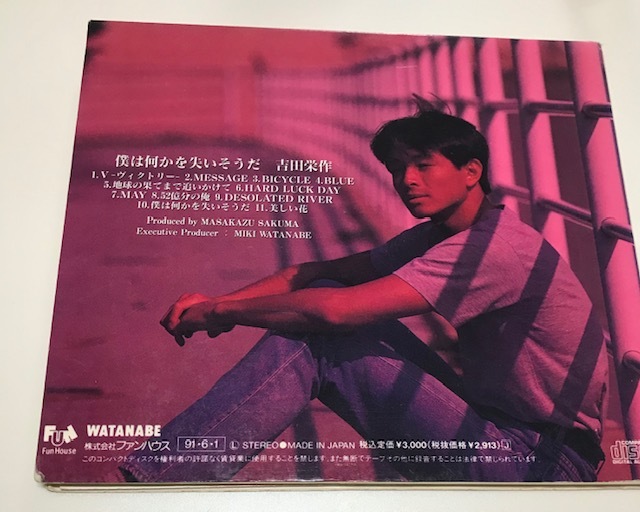 僕は何かを失いそうだ 吉田栄作
1.V-ヴィクトリー- 2.MESSAGE 3.BICYCLE 4.BLUE
5.地球の果てまで追いかけて 6.HARD LUCK DAY
7.MAY 8.52億分の俺 9.DESOLATED RIVER
10.僕は何かを失いそうだ 11.美しい花
Produced by MASAKAZU SAKUMA
Executive Producer : MIKI WATANABE
FUN WATANABE
Fun House 株式会社ファンハウス 91・6・1 Ⓛ STEREO●MADE IN JAPAN 税込定価¥3,000(税抜価格¥2,913)
このコンパクトディスクを権利者の許諾なく賃貸業に使用することを禁じます。また無断でテープその他に録音することは法律で禁じられています。
COMPACT
DIGITAL